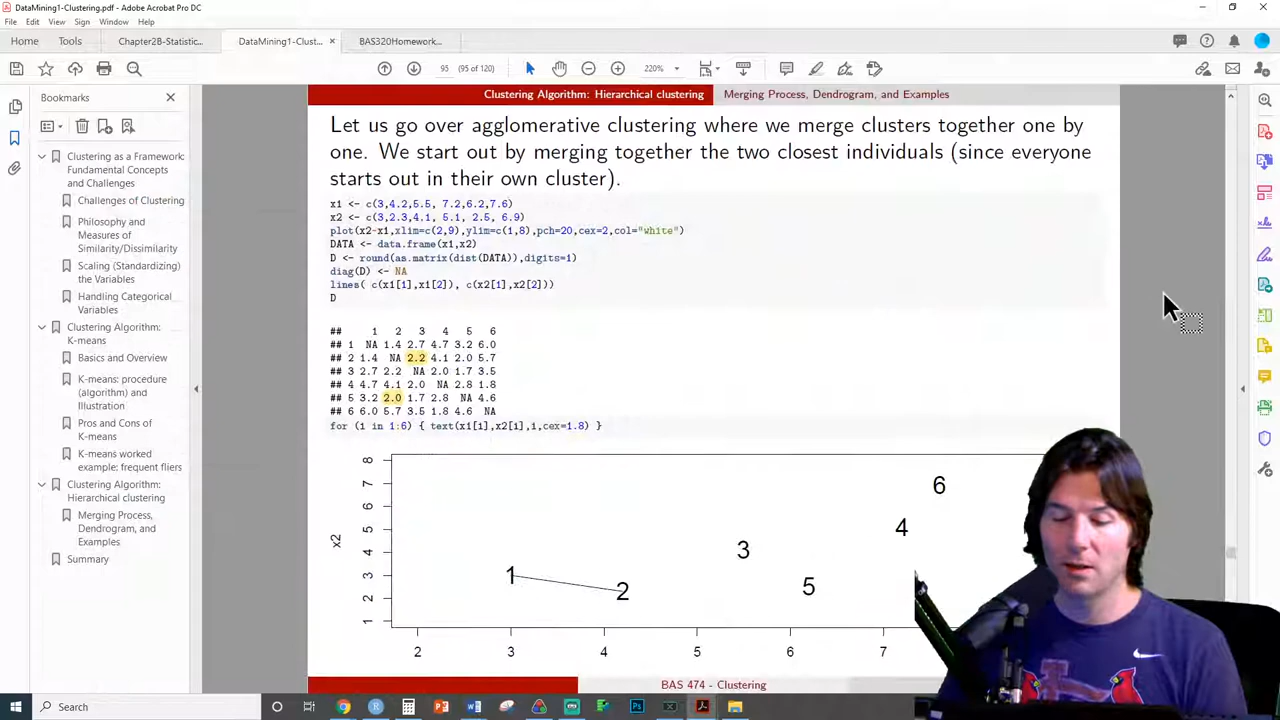 DataMining1-Clustering.pdf - Adobe Acrobat Pro DC
File Edit View Sign Window Help
Home Tools Chapter2B-Statistic... DataMining1-Clust... × BAS320Homework...
95 (95 of 120) 220%
Bookmarks
Clustering as a Framework:
Fundamental Concepts
and Challenges
Challenges of Clustering
Philosophy and
Measures of
Similarity/Dissimilarity
Scaling (Standardizing)
the Variables
Handling Categorical
Variables
Clustering Algorithm:
K-means
Basics and Overview
K-means: procedure
(algorithm) and
Illustration
Pros and Cons of
K-means
K-means worked
example: frequent fliers
Clustering Algorithm:
Hierarchical clustering
Merging Process,
Dendrogram, and
Examples
Summary
Clustering Algorithm: Hierarchical clustering Merging Process, Dendrogram, and Examples
Let us go over agglomerative clustering where we merge clusters together one by
one. We start out by merging together the two closest individuals (since everyone
starts out in their own cluster).
x1 <- c(3,4.2,5.5, 7.2,6.2,7.6)
x2 <- c(3,2.3,4.1, 5.1, 2.5, 6.9)
plot(x2~x1,xlim=c(2,9),ylim=c(1,8),pch=20,cex=2,col="white")
DATA <- data.frame(x1,x2)
D <- round(as.matrix(dist(DATA)),digits=1)
diag(D) <- NA
lines( c(x1[1],x1[2]), c(x2[1],x2[2]))
D
## 1 2 3 4 5 6
## 1 NA 1.4 2.7 4.7 3.2 6.0
## 2 1.4 NA 2.2 4.1 2.0 5.7
## 3 2.7 2.2 NA 2.0 1.7 3.5
## 4 4.7 4.1 2.0 NA 2.8 1.8
## 5 3.2 2.0 1.7 2.8 NA 4.6
## 6 6.0 5.7 3.5 1.8 4.6 NA
for (i in 1:6) { text(x1[i],x2[i],i,cex=1.8) }
8
7
6
5
4
3
2
1
x2
6
4
3
1
2
5
2 3 4 5 6 7
BAS 474 - Clustering
Search